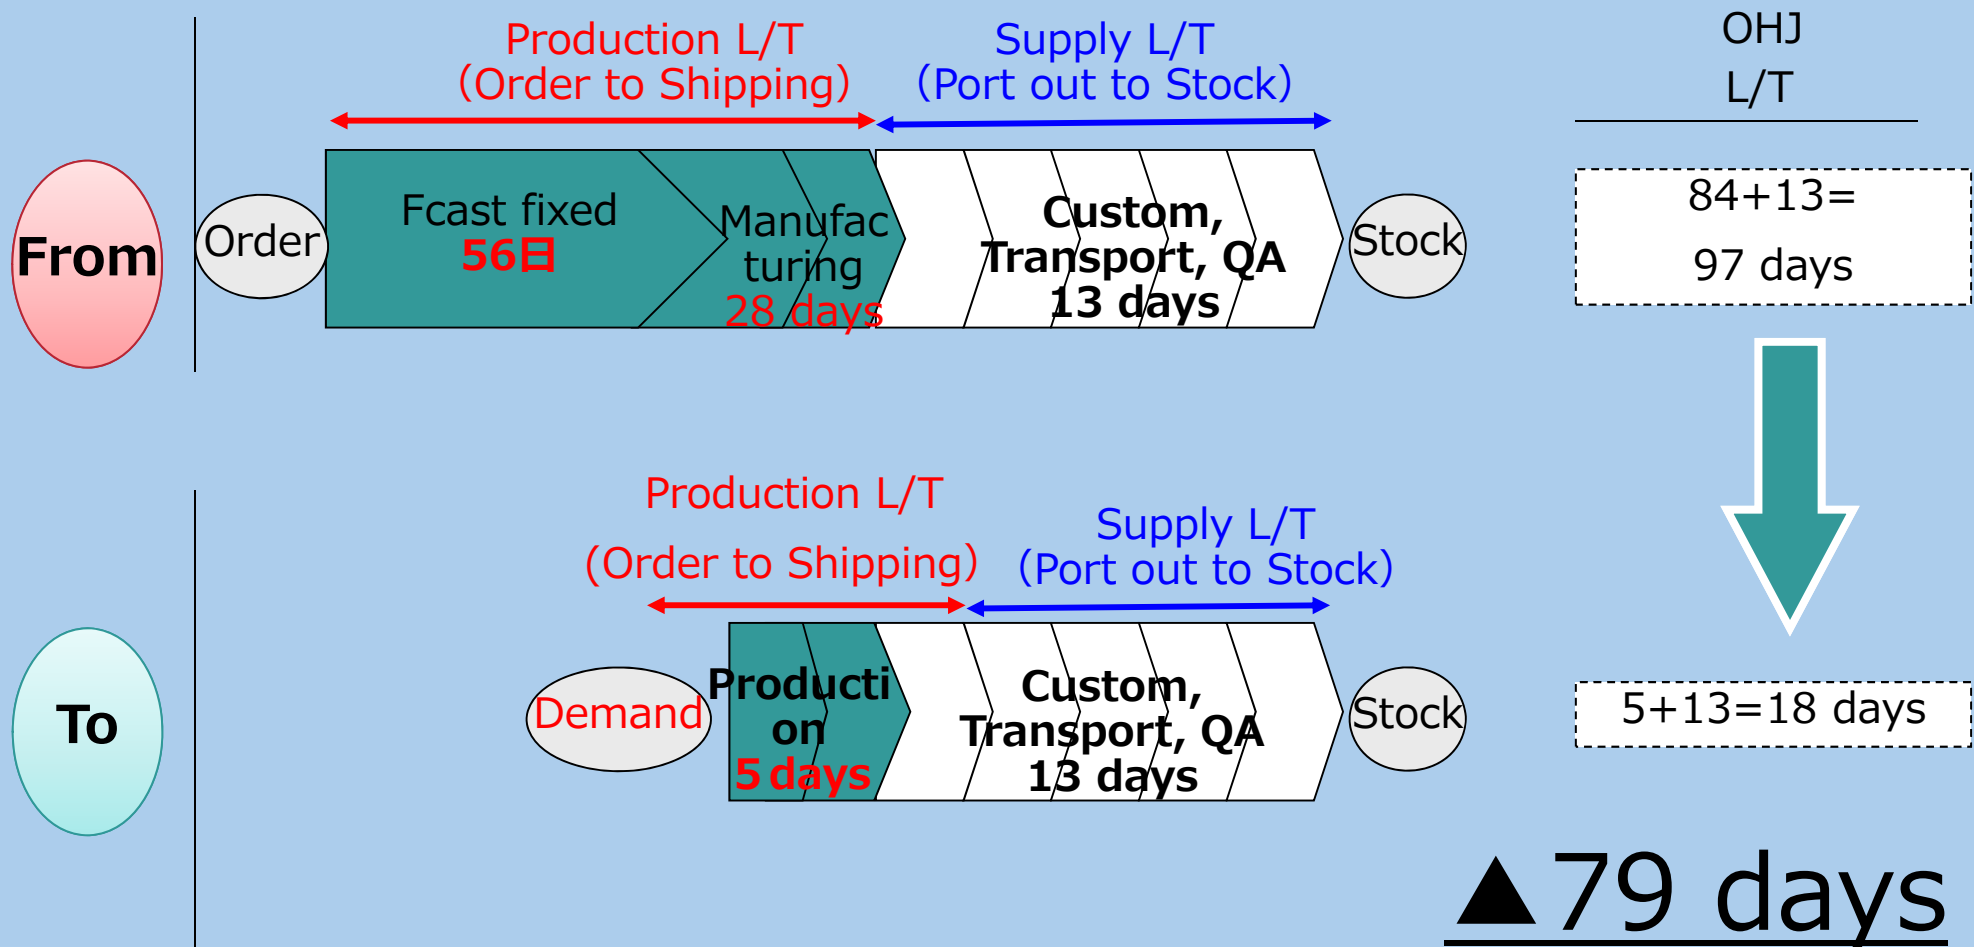 Production L/T
（Order to Shipping）
Supply L/T
（Port out to Stock）
OHJ
L/T
From
Order
Fcast fixed
56日
Manufac
turing
28 days
Custom,
Transport, QA
13 days
Stock
84+13=
97 days
Production L/T
（Order to Shipping）
Supply L/T
（Port out to Stock）
To
Demand
Producti
on
5 days
Custom,
Transport, QA
13 days
Stock
5+13=18 days
▲79 days